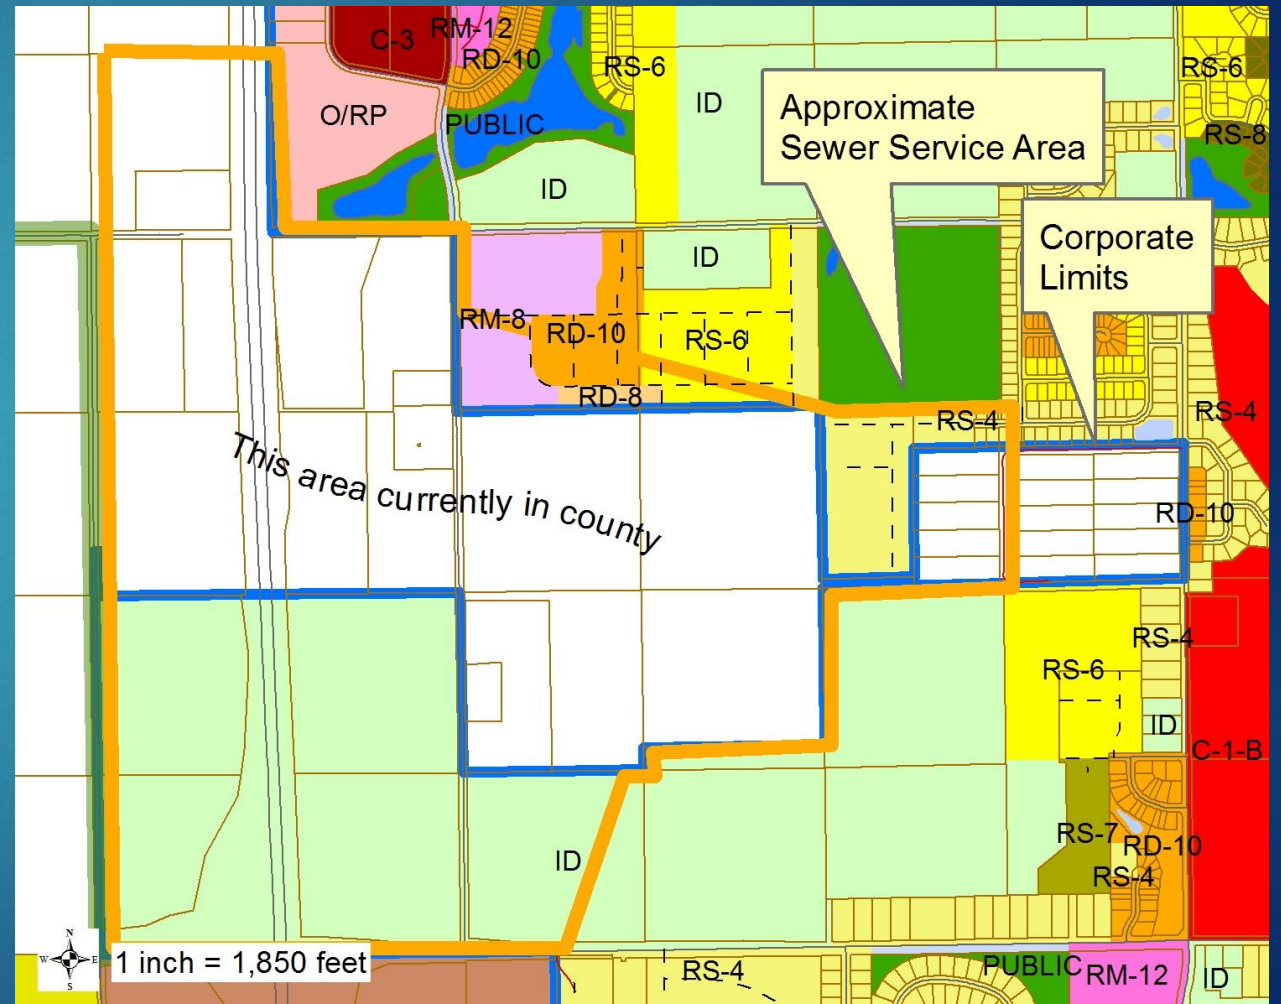 C-3
RM-12
RD-10
RS-6
RS-6
O/RP
PUBLIC
ID
Approximate
Sewer Service Area
RS-8
ID
Corporate
Limits
ID
RM-8
RD-10
RS-6
RD-8
RS-4
RS-4
This area currently in county
RD-10
RS-4
RS-6
ID
C-1-B
RS-7
RD-10
RS-4
ID
N
W
E
S
1 inch = 1,850 feet
RS-4
PUBLIC
RM-12
ID